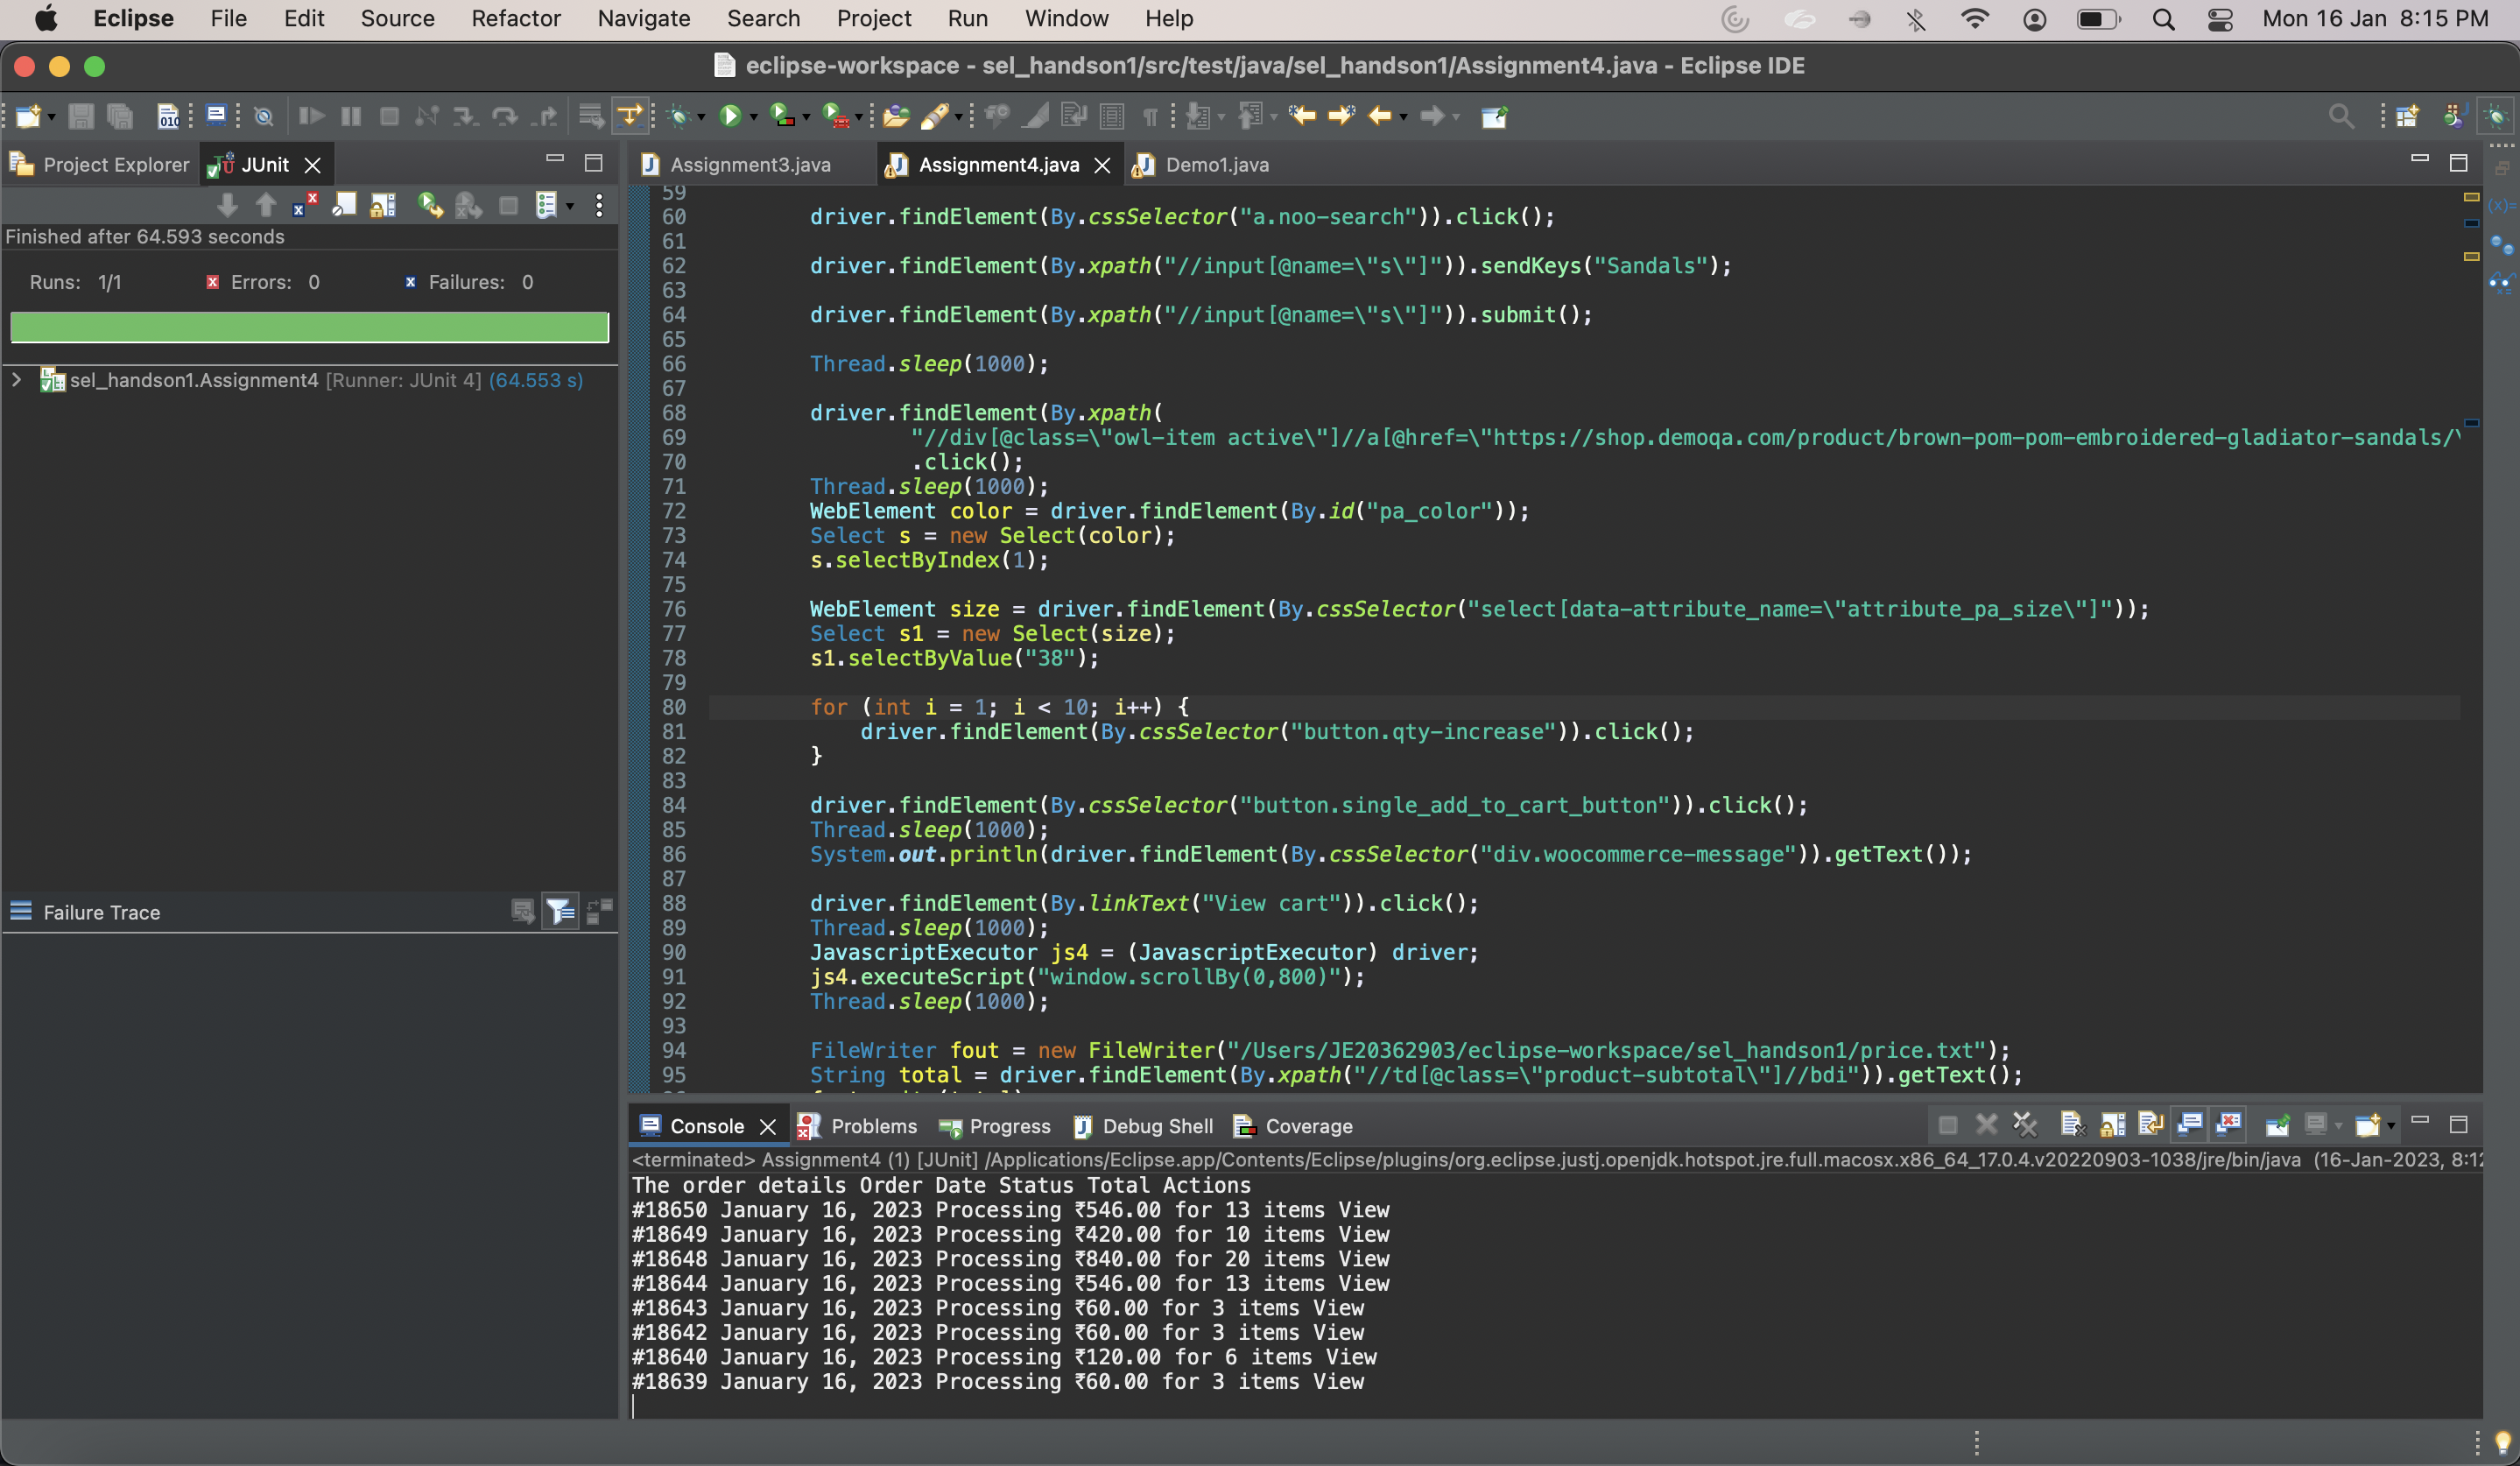 Eclipse File Edit Source Refactor Navigate Search Project Run Window Help Mon 16 Jan 8:15 PM
eclipse-workspace - sel_handson1/src/test/java/sel_handson1/Assignment4.java - Eclipse IDE
Project Explorer JUnit
Finished after 64.593 seconds
Runs: 1/1 Errors: 0 Failures: 0
sel_handson1.Assignment4 [Runner: JUnit 4] (64.553 s)
Failure Trace
Assignment3.java Assignment4.java Demo1.java
59
60 driver.findElement(By.cssSelector("a.noo-search")).click();
61
62 driver.findElement(By.xpath("//input[@name=\"s\"]")).sendKeys("Sandals");
63
64 driver.findElement(By.xpath("//input[@name=\"s\"]")).submit();
65
66 Thread.sleep(1000);
67
68 driver.findElement(By.xpath(
69 "//div[@class=\"owl-item active\"]//a[@href=\"https://shop.demoqa.com/product/brown-pom-pom-embroidered-gladiator-sandals/\
70 .click();
71 Thread.sleep(1000);
72 WebElement color = driver.findElement(By.id("pa_color"));
73 Select s = new Select(color);
74 s.selectByIndex(1);
75
76 WebElement size = driver.findElement(By.cssSelector("select[data-attribute_name=\"attribute_pa_size\"]"));
77 Select s1 = new Select(size);
78 s1.selectByValue("38");
79
80 for (int i = 1; i < 10; i++) {
81 driver.findElement(By.cssSelector("button.qty-increase")).click();
82 }
83
84 driver.findElement(By.cssSelector("button.single_add_to_cart_button")).click();
85 Thread.sleep(1000);
86 System.out.println(driver.findElement(By.cssSelector("div.woocommerce-message")).getText());
87
88 driver.findElement(By.linkText("View cart")).click();
89 Thread.sleep(1000);
90 JavascriptExecutor js4 = (JavascriptExecutor) driver;
91 js4.executeScript("window.scrollBy(0,800)");
92 Thread.sleep(1000);
93
94 FileWriter fout = new FileWriter("/Users/JE20362903/eclipse-workspace/sel_handson1/price.txt");
95 String total = driver.findElement(By.xpath("//td[@class=\"product-subtotal\"]//bdi")).getText();
Console Problems Progress Debug Shell Coverage
<terminated> Assignment4 (1) [JUnit] /Applications/Eclipse.app/Contents/Eclipse/plugins/org.eclipse.justj.openjdk.hotspot.jre.full.macosx.x86_64_17.0.4.v20220903-1038/jre/bin/java (16-Jan-2023, 8:12
The order details Order Date Status Total Actions
#18650 January 16, 2023 Processing ₹546.00 for 13 items View
#18649 January 16, 2023 Processing ₹420.00 for 10 items View
#18648 January 16, 2023 Processing ₹840.00 for 20 items View
#18644 January 16, 2023 Processing ₹546.00 for 13 items View
#18643 January 16, 2023 Processing ₹60.00 for 3 items View
#18642 January 16, 2023 Processing ₹60.00 for 3 items View
#18640 January 16, 2023 Processing ₹120.00 for 6 items View
#18639 January 16, 2023 Processing ₹60.00 for 3 items View